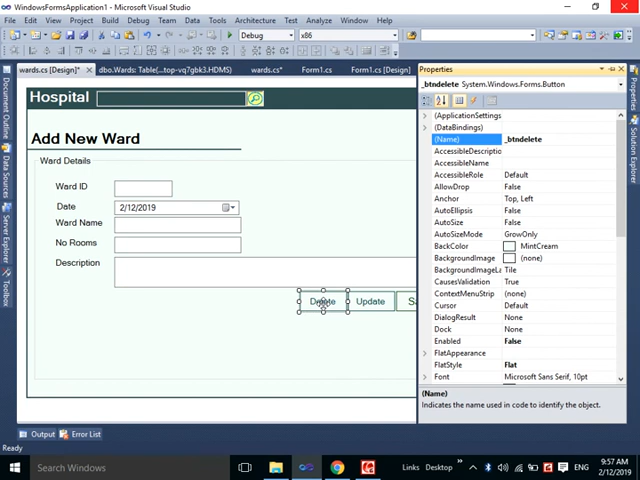 WindowsFormsApplication1 - Microsoft Visual Studio
File Edit View Project Build Debug Team Data Tools Architecture Test Analyze Window Help
Debug x86
wards.cs [Design]* dbo.Wards: Table(...top-vq7gbk3.HDMS) wards.cs* Form1.cs Form1.cs [Design]
Properties
_btndelete System.Windows.Forms.Button
Document Outline
Data Sources
Server Explorer
Toolbox
Hospital
Add New Ward
Ward Details
Ward ID
Date 2/12/2019
Ward Name
No Rooms
Description
Delete Update Sa
(ApplicationSettings
(DataBindings)
(Name) _btndelete
AccessibleDescriptio
AccessibleName
AccessibleRole Default
AllowDrop False
Anchor Top, Left
AutoEllipsis False
AutoSize False
AutoSizeMode GrowOnly
BackColor MintCream
BackgroundImage (none)
BackgroundImageLa Tile
CausesValidation True
ContextMenuStrip (none)
Cursor Default
DialogResult None
Dock None
Enabled False
FlatAppearance
FlatStyle Flat
Font Microsoft Sans Serif, 10pt
(Name)
Indicates the name used in code to identify the object.
Properties
Solution Explorer
Output Error List
Ready
Search Windows
Links Desktop
ENG
9:57 AM
2/12/2019